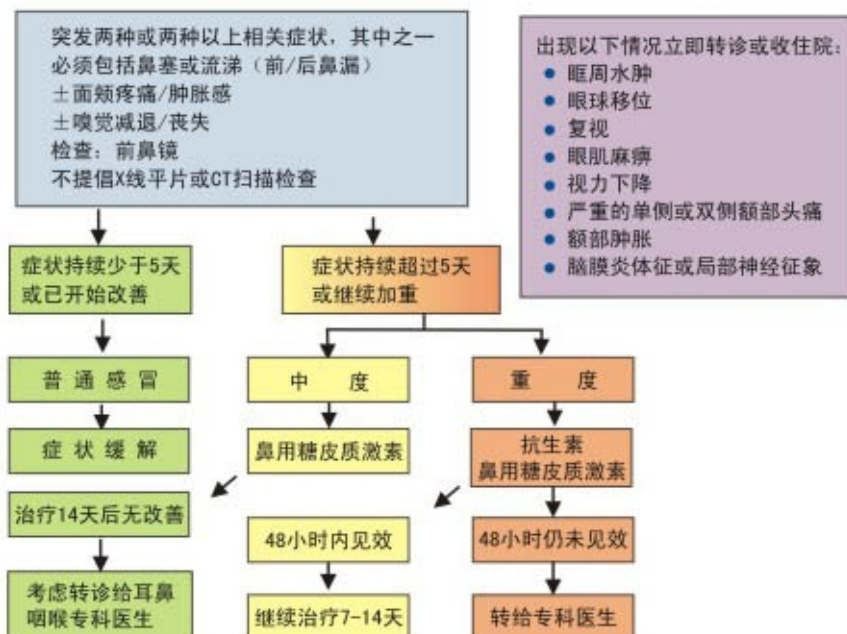 突发两种或两种以上相关症状，其中之一
必须包括鼻塞或流涕（前/后鼻漏）
±面颊疼痛/肿胀感
±嗅觉减退/丧失
检查：前鼻镜
不提倡X线平片或CT扫描检查
出现以下情况立即转诊或收住院：
● 眶周水肿
● 眼球移位
● 复视
● 眼肌麻痹
● 视力下降
● 严重的单侧或双侧额部头痛
● 额部肿胀
● 脑膜炎体征或局部神经征象
症状持续少于5天
或已开始改善
症状持续超过5天
或继续加重
普通感冒
中 度
重 度
症状缓解
鼻用糖皮质激素
抗生素
鼻用糖皮质激素
治疗14天后无改善
48小时内见效
48小时仍未见效
考虑转诊给耳鼻
咽喉专科医生
继续治疗7-14天
转给专科医生